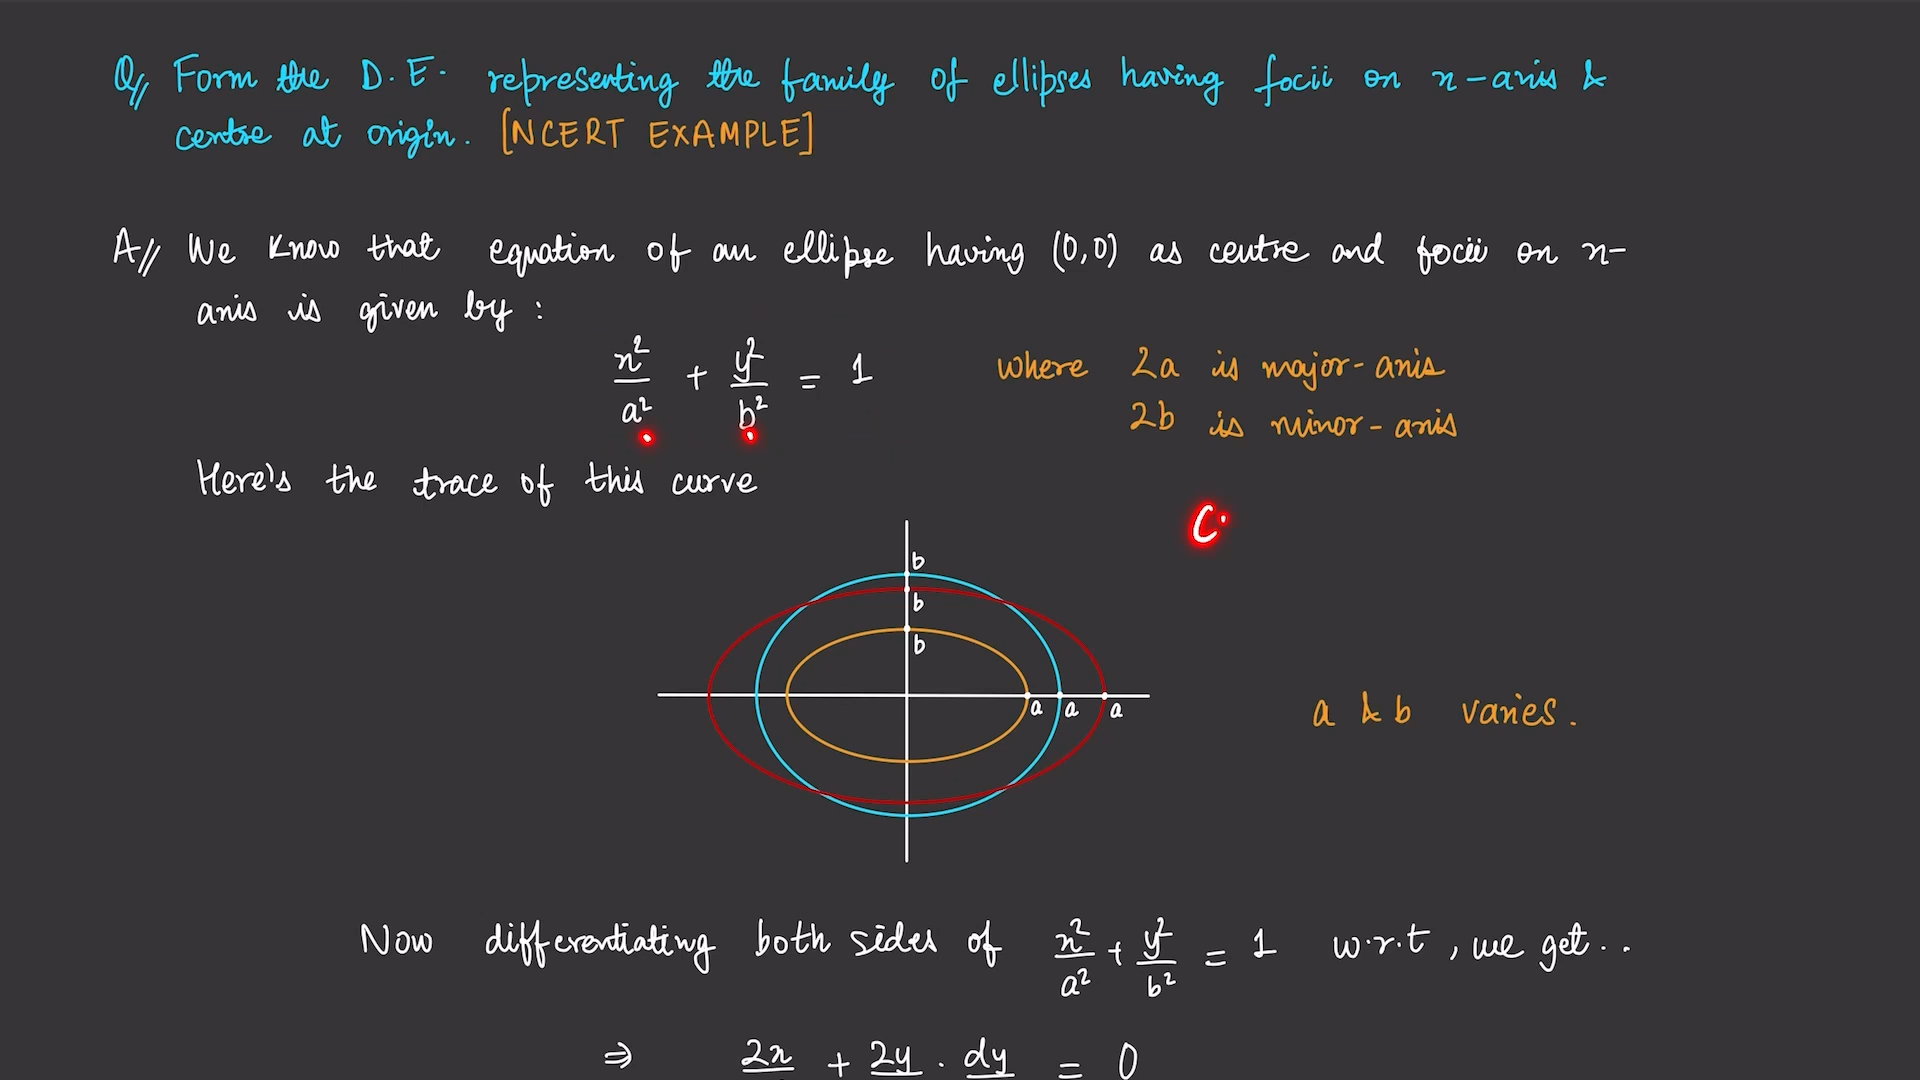 Q// Form the D.E. representing the family of ellipses having focii on x-axis &
centre at origin. [NCERT EXAMPLE]
A// We know that equation of an ellipse having (0,0) as centre and focii on x-
axis is given by :
x²/a² + y²/b² = 1 where 2a is major-axis
2b is minor-axis
Here's the trace of this curve
C
b
b
b
a a a
a & b varies.
Now differentiating both sides of x²/a² + y²/b² = 1 w.r.t, we get..
⇒ 2x + 2y . dy = 0